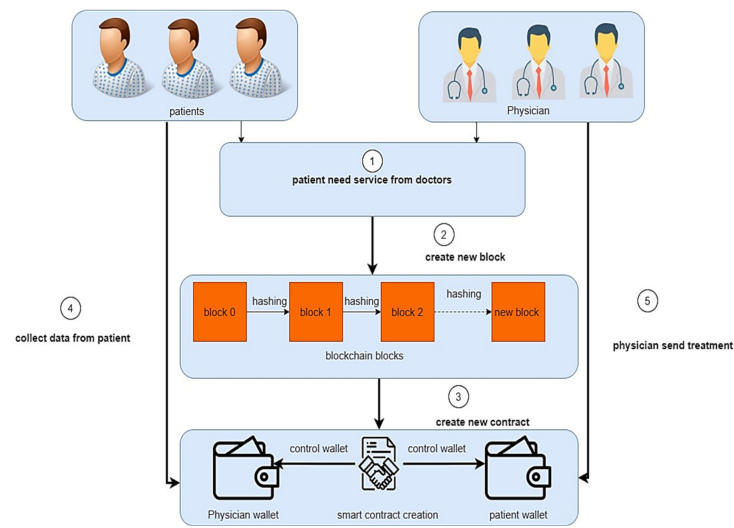 patients
Physician
1
patient need service from doctors
2
create new block
block 0
hashing
block 1
hashing
block 2
hashing
new block
blockchain blocks
4
collect data from patient
5
physician send treatment
3
create new contract
control wallet
control wallet
Physician wallet
smart contract creation
patient wallet